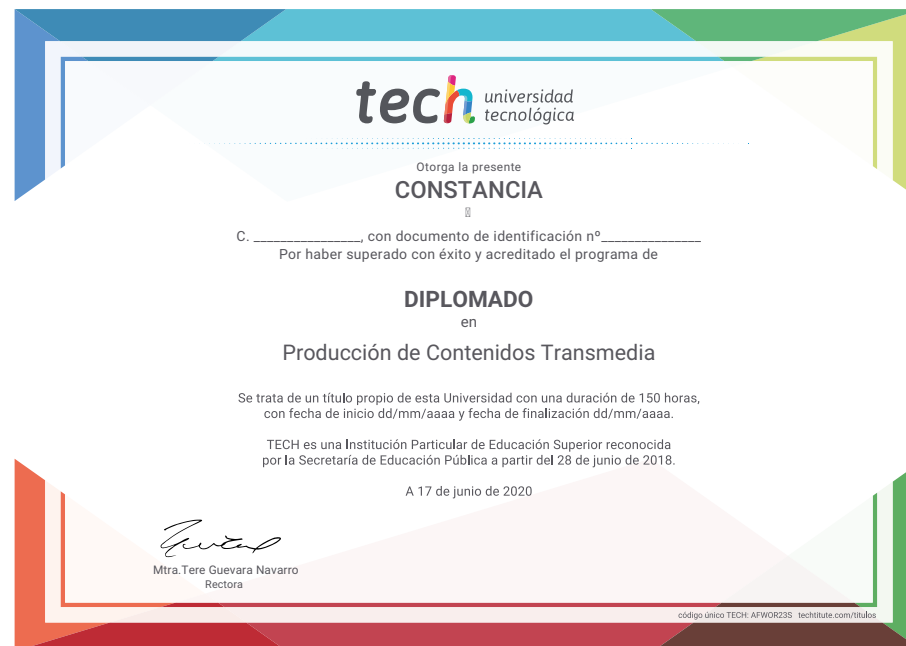 tech universidad
tecnológica
Otorga la presente
CONSTANCIA
C. ________________, con documento de identificación nº_______________
Por haber superado con éxito y acreditado el programa de
DIPLOMADO
en
Producción de Contenidos Transmedia
Se trata de un título propio de esta Universidad con una duración de 150 horas,
con fecha de inicio dd/mm/aaaa y fecha de finalización dd/mm/aaaa.
TECH es una Institución Particular de Educación Superior reconocida
por la Secretaría de Educación Pública a partir del 28 de junio de 2018.
A 17 de junio de 2020
Mtra.Tere Guevara Navarro
Rectora
código único TECH: AFWOR23S techtitute.com/titulos